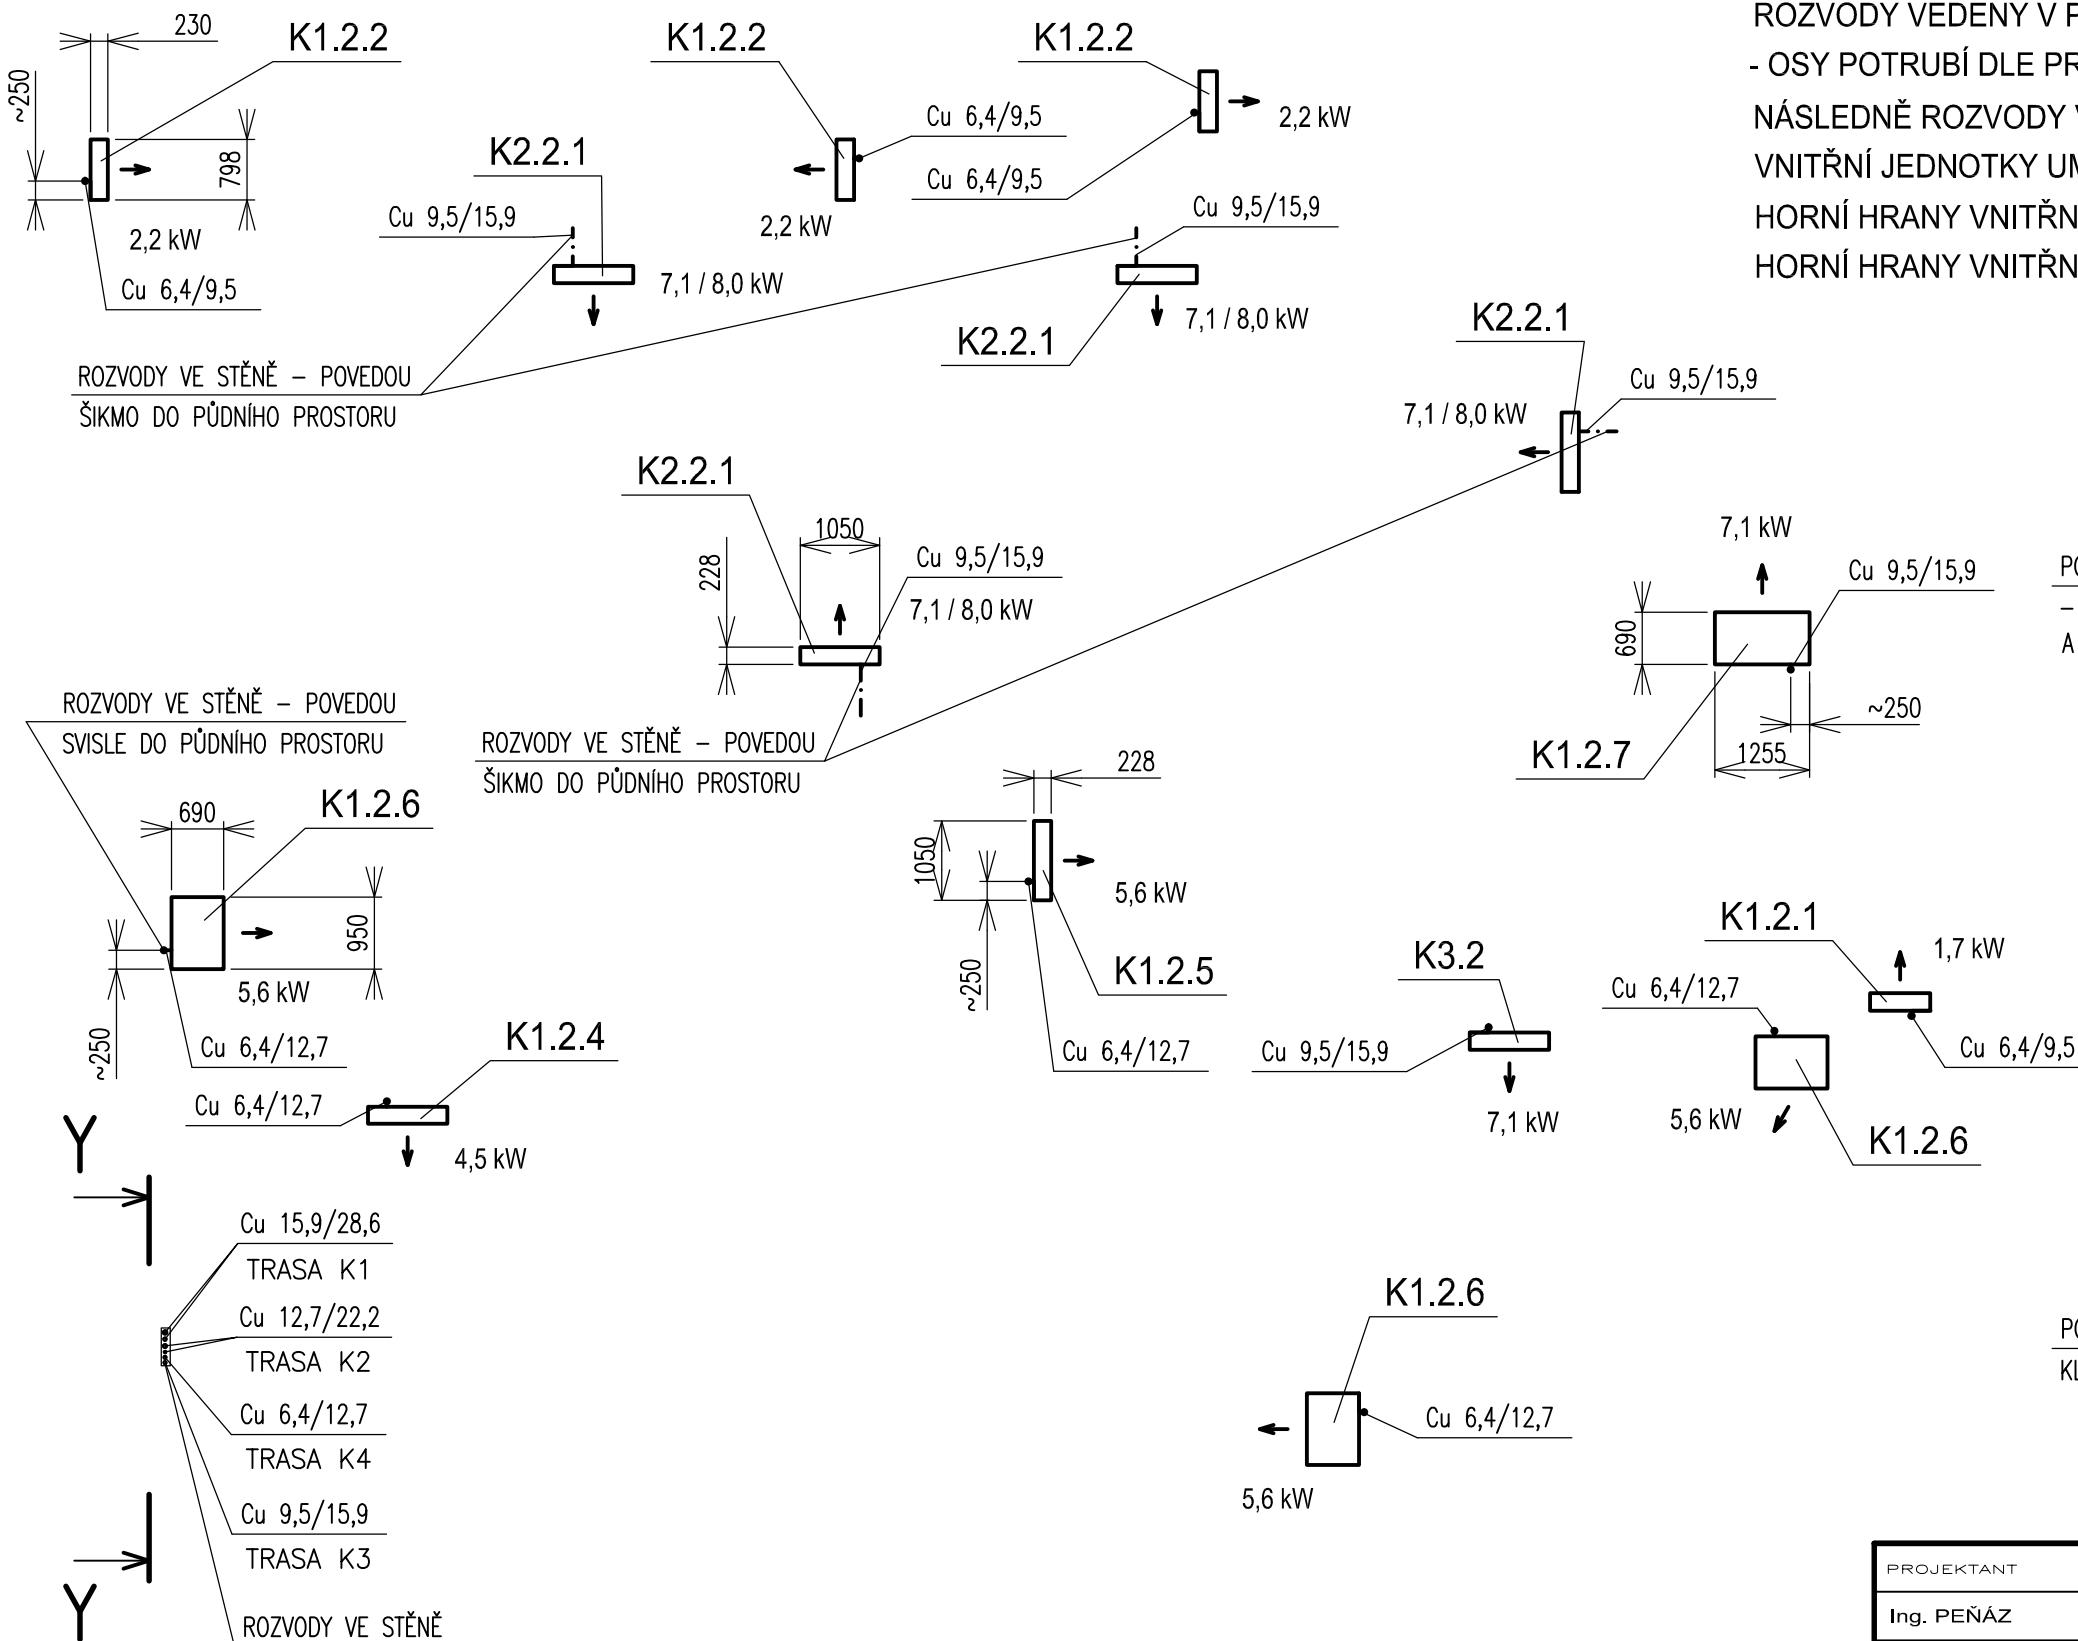 230
K1.2.2
~250
798
2,2 kW
Cu 6,4/9,5
K2.2.1
Cu 9,5/15,9
7,1 / 8,0 kW
K1.2.2
Cu 6,4/9,5
2,2 kW
K1.2.2
Cu 6,4/9,5
2,2 kW
Cu 9,5/15,9
K2.2.1
7,1 / 8,0 kW
ROZVODY VEDENY V
- OSY POTRUBÍ DLE
NÁSLEDNĚ ROZVODY
VNITŘNÍ JEDNOTKY
HORNÍ HRANY
HORNÍ HRANY
ROZVODY VE STĚNĚ – POVEDOU
ŠIKMO DO PŮDNÍHO PROSTORU
K2.2.1
Cu 9,5/15,9
7,1 / 8,0 kW
K2.2.1
1050
228
Cu 9,5/15,9
7,1 / 8,0 kW
7,1 kW
Cu 9,5/15,9
690
~250
1255
K1.2.7
–
A
ROZVODY VE STĚNĚ – POVEDOU
SVISLE DO PŮDNÍHO PROSTORU
ROZVODY VE STĚNĚ – POVEDOU
ŠIKMO DO PŮDNÍHO PROSTORU
690
K1.2.6
950
5,6 kW
~250
Cu 6,4/12,7
228
1050
5,6 kW
~250
K1.2.5
Cu 6,4/12,7
K3.2
Cu 9,5/15,9
7,1 kW
K1.2.1
1,7 kW
Cu 6,4/9,5
Cu 6,4/12,7
5,6 kW
K1.2.6
K1.2.4
Cu 6,4/12,7
4,5 kW
Y
Cu 15,9/28,6
TRASA K1
Cu 12,7/22,2
TRASA K2
Cu 6,4/12,7
TRASA K4
Cu 9,5/15,9
TRASA K3
Y
ROZVODY VE STĚNĚ
K1.2.6
Cu 6,4/12,7
5,6 kW
PROJEKTANT
Ing. PEŇÁZ